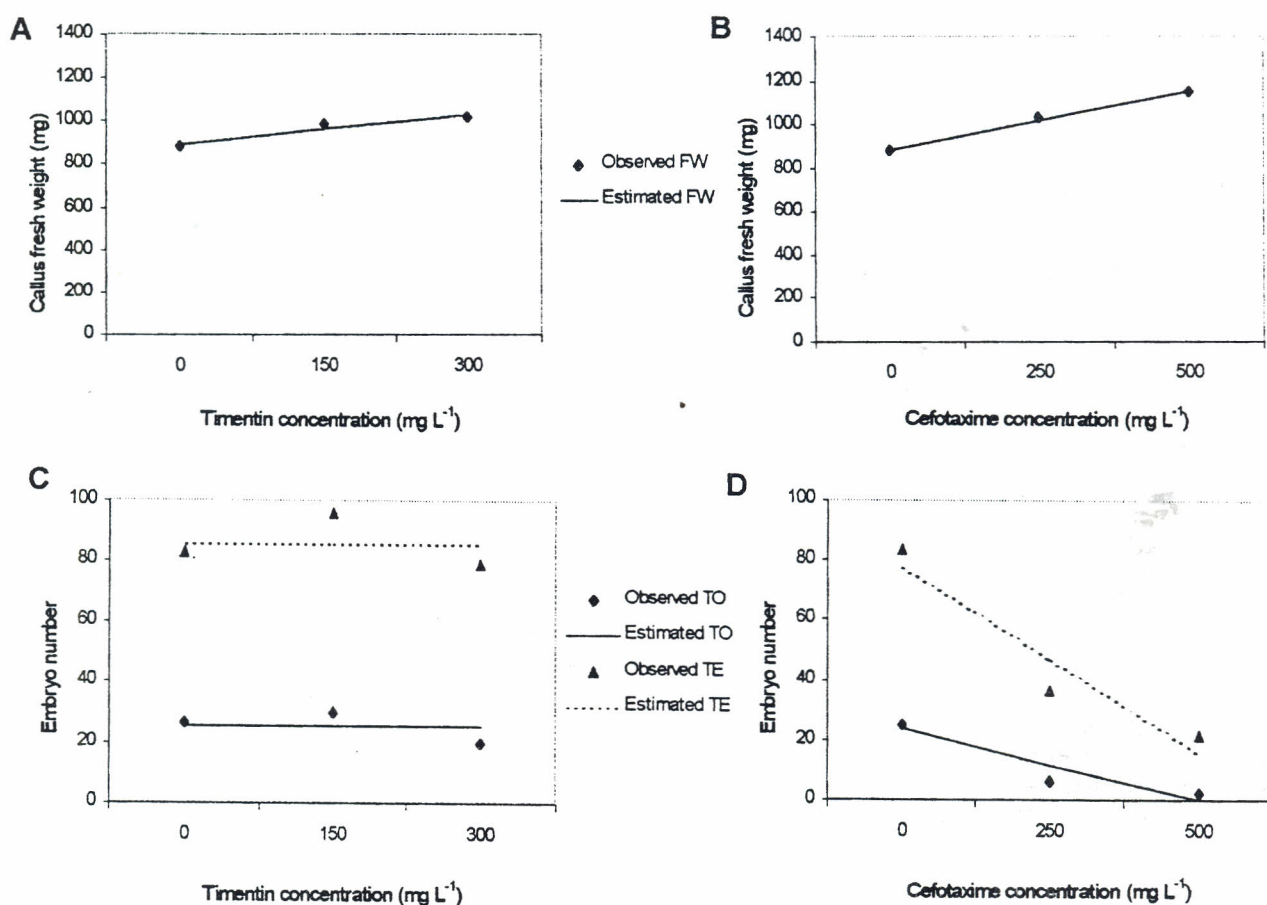 A
1400
1200
1000
800
600
400
200
0
Callus fresh weight (mg)
0 150 300
Timentin concentration (mg L-1)
Observed FW
Estimated FW
B
1400
1200
1000
800
600
400
200
0
Callus fresh weight (mg)
0 250 500
Cefotaxime concentration (mg L-1)
C
100
80
60
40
20
0
Embryo number
0 150 300
Timentin concentration (mg L-1)
Observed TO
Estimated TO
Observed TE
Estimated TE
D
100
80
60
40
20
0
Embryo number
0 250 500
Cefotaxime concentration (mg L-1)